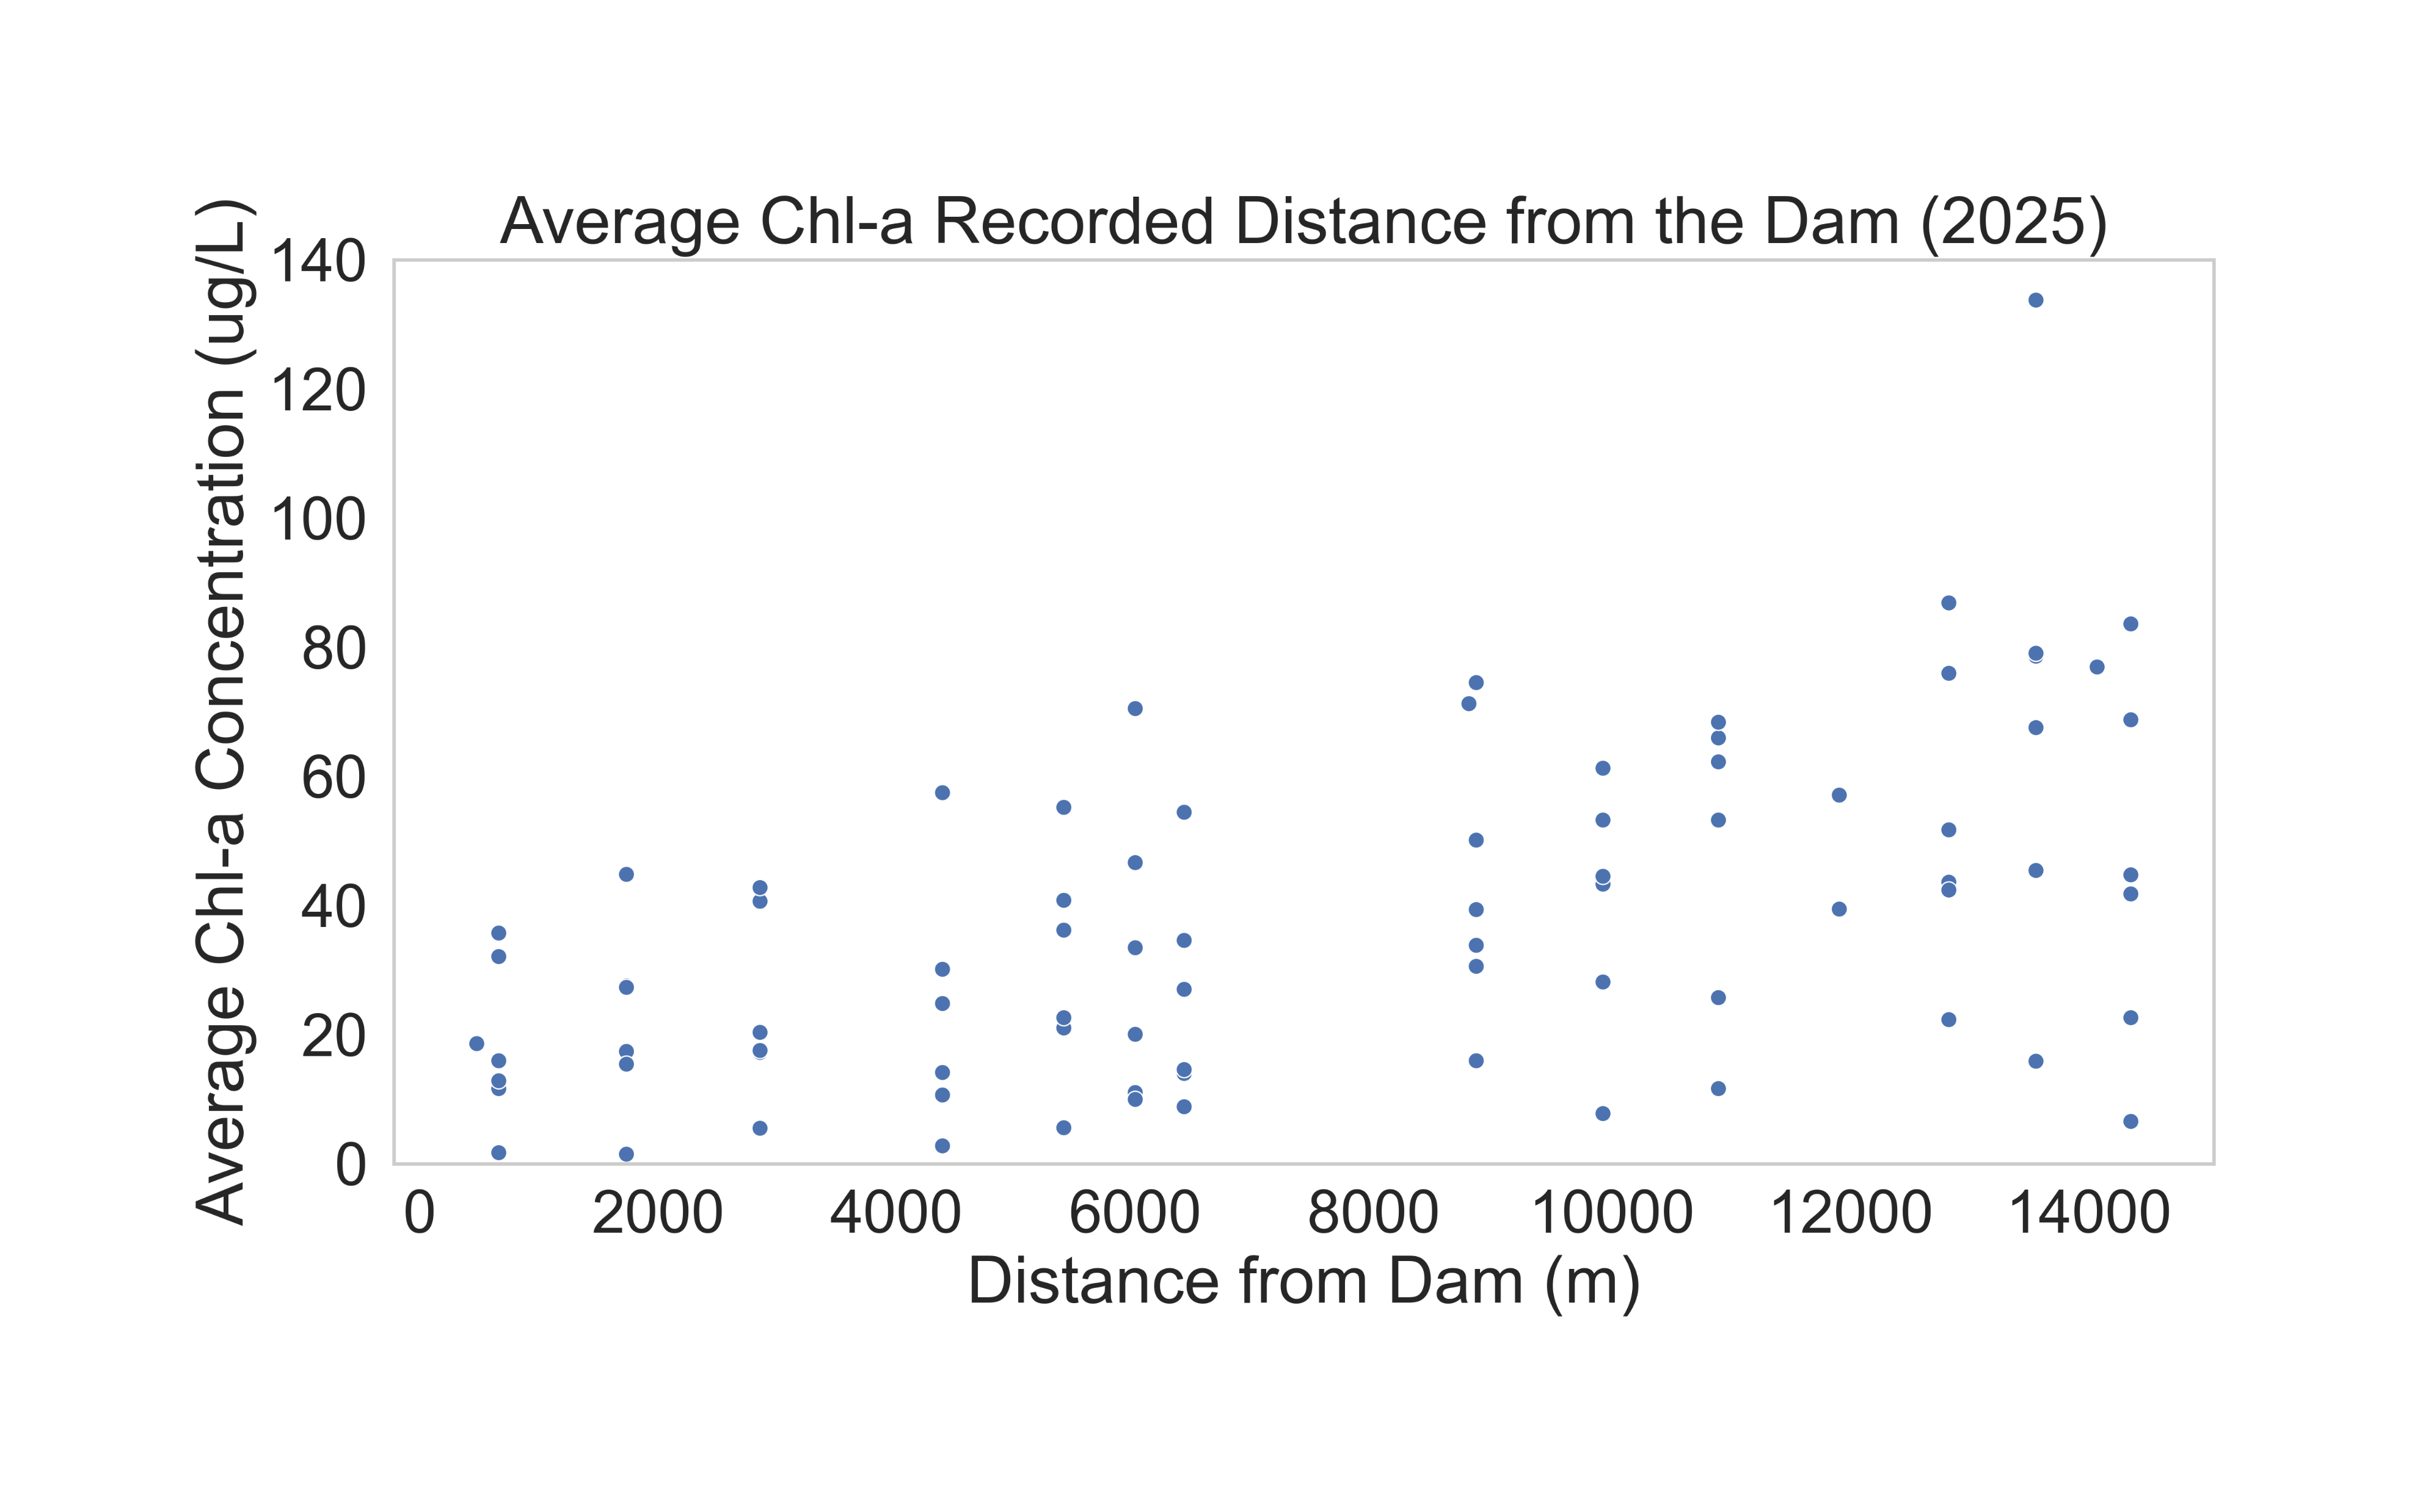 Average Chl-a Recorded Distance from the Dam (2025)
Average Chl-a Concentration (ug/L)
140
120
100
80
60
40
20
0
0 2000 4000 6000 8000 10000 12000 14000
Distance from Dam (m)